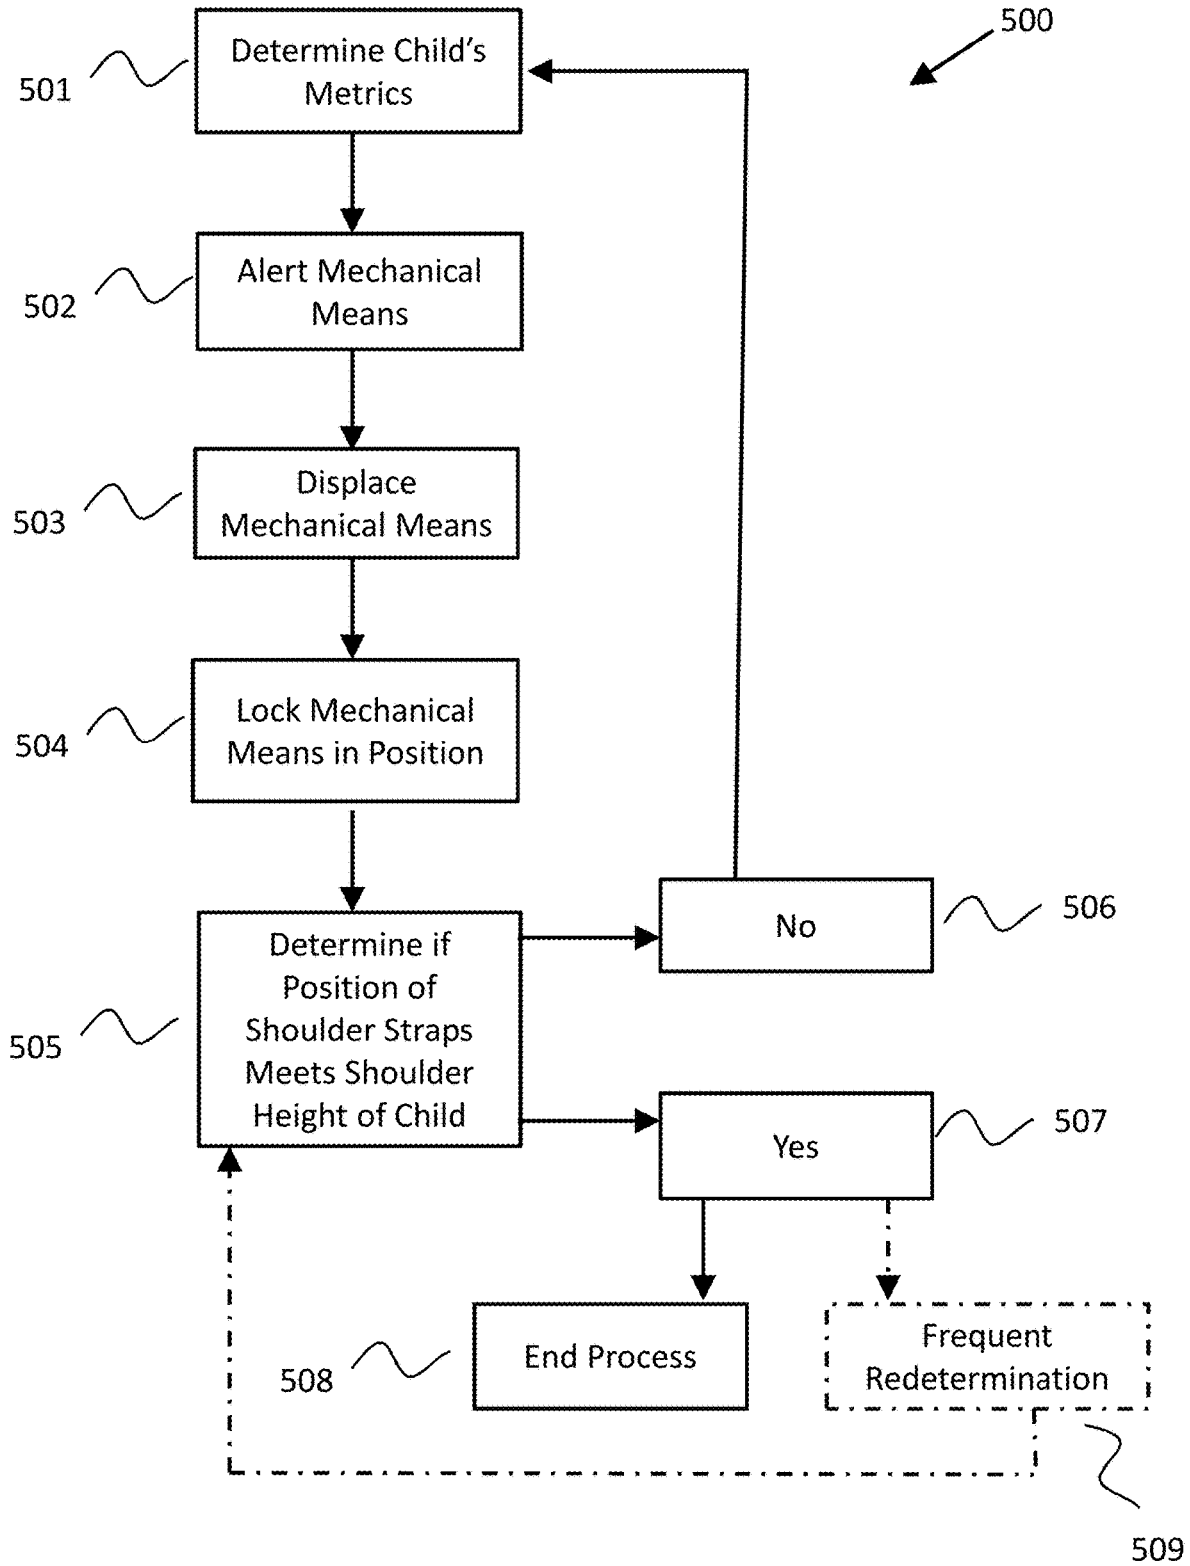 500
Determine Child's
Metrics
501
Alert Mechanical
Means
502
Displace
Mechanical Means
503
Lock Mechanical
Means in Position
504
No
506
Determine if
Position of
Shoulder Straps
Meets Shoulder
Height of Child
505
Yes
507
End Process
508
Frequent
Redetermination
509